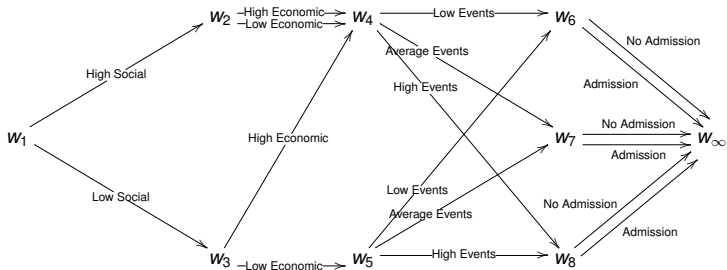 w2
High Economic
Low Economic
w4
Low Events
w6
Average Events
High Events
No Admission
Admission
High Social
w1
High Economic
w7
No Admission
Admission
w∞
Low Social
Low Events
Average Events
No Admission
Admission
w3
Low Economic
w5
High Events
w8